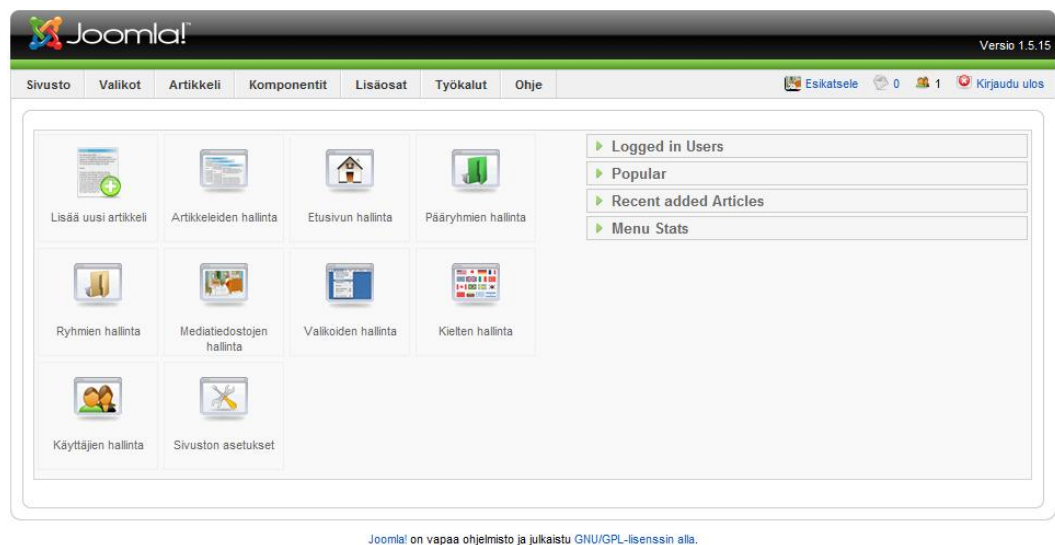 Joomla!
Versio 1.5.15
Sivusto Valikot Artikkeli Komponentit Lisäosat Työkalut Ohje Esikatsele 0 1 Kirjaudu ulos
Lisää uusi artikkeli Artikkeleiden hallinta Etusivun hallinta Pääryhmien hallinta
Ryhmien hallinta Mediatiedostojen hallinta Valikoiden hallinta Kielten hallinta
Käyttäjien hallinta Sivuston asetukset
Logged in Users
Popular
Recent added Articles
Menu Stats
Joomla! on vapaa ohjelmisto ja julkaistu GNU/GPL-lisenssin alla.